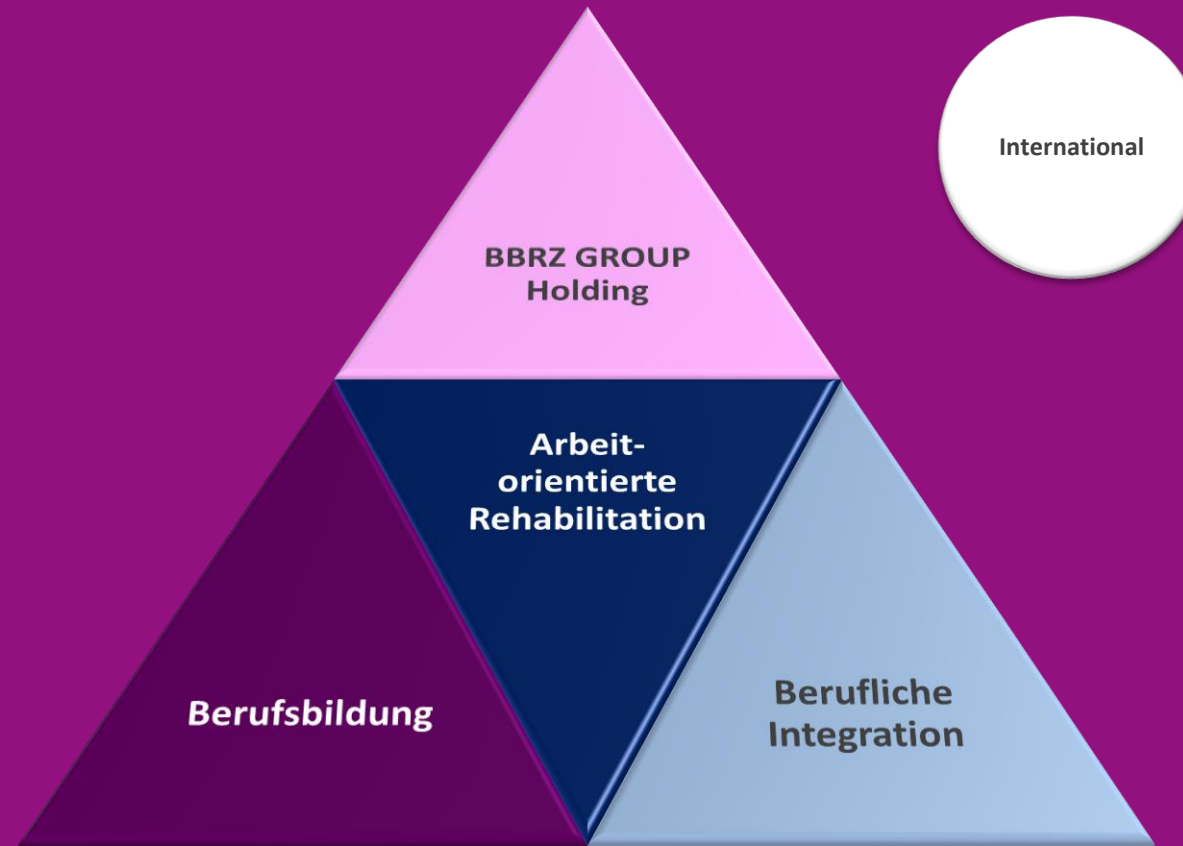 International
BBRZ GROUP
Holding
Arbeit-
orientierte
Rehabilitation
Berufsbildung
Berufliche
Integration